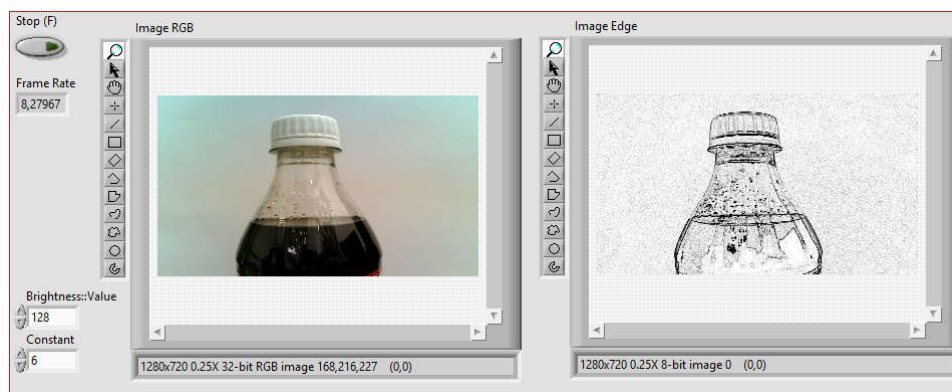 Stop (F)
Frame Rate
8,27967
Image RGB
Image Edge
Brightness::Value
128
Constant
6
1280x720 0.25X 32-bit RGB image 168,216,227 (0,0)
1280x720 0.25X 8-bit image 0 (0,0)